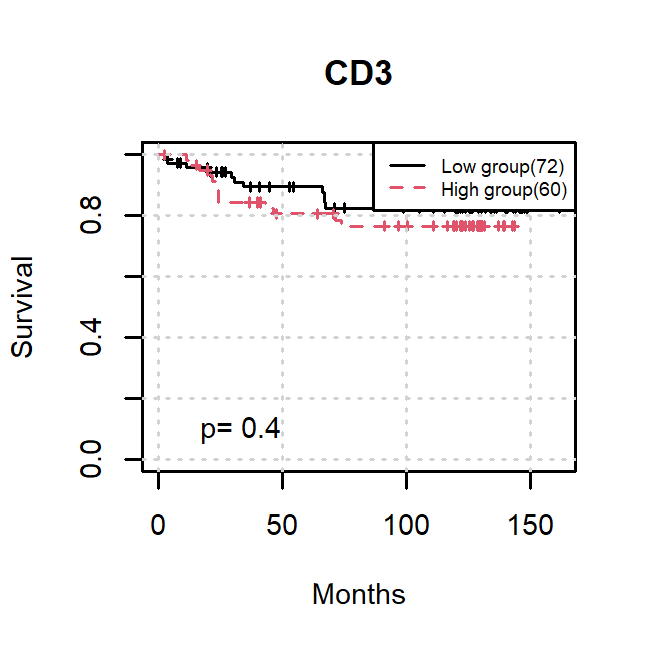 CD3
Low group(72)
High group(60)
Survival
0.8
0.4
0.0
p= 0.4
0 50 100 150
Months